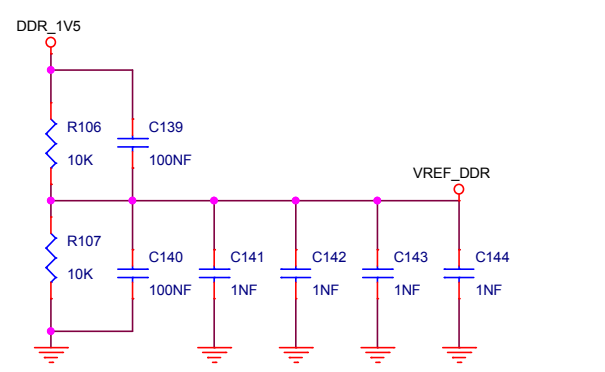 DDR_1V5
R106
C139
10K
100NF
VREF_DDR
R107
C140
C141
C142
C143
C144
10K
100NF
1NF
1NF
1NF
1NF